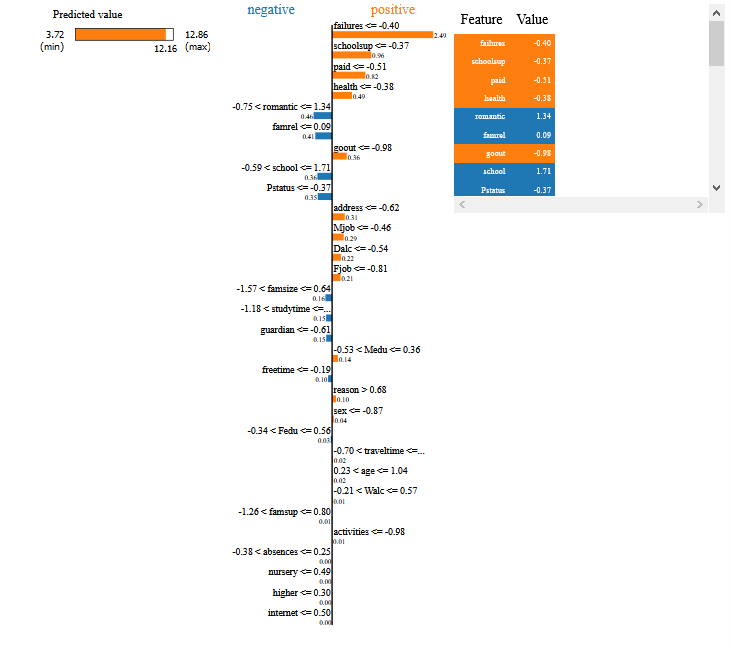 Predicted value
3.72
(min)
12.16
12.86
(max)
negative
positive
failures <= -0.40
2.49
schoolsup <= -0.37
0.96
paid <= -0.51
0.82
health <= -0.38
0.49
-0.75 < romantic <= 1.34
0.46
famrel <= 0.09
0.41
goout <= -0.98
0.36
-0.59 < school <= 1.71
0.36
Pstatus <= -0.37
0.35
address <= -0.62
0.31
Mjob <= -0.46
0.29
Dalc <= -0.54
0.22
Fjob <= -0.81
0.21
-1.57 < famsize <= 0.64
0.16
-1.18 < studytime <=...
0.15
guardian <= -0.61
0.15
-0.53 < Medu <= 0.36
0.14
freetime <= -0.19
0.10
reason > 0.68
0.10
sex <= -0.87
0.04
-0.34 < Fedu <= 0.56
0.03
-0.70 < traveltime <=...
0.02
0.23 < age <= 1.04
0.02
-0.21 < Walc <= 0.57
0.01
-1.26 < famsup <= 0.80
0.01
activities <= -0.98
0.01
-0.38 < absences <= 0.25
0.00
nursery <= 0.49
0.00
higher <= 0.30
0.00
internet <= 0.50
0.00
Feature Value
failures -0.40
schoolsup -0.37
paid -0.51
health -0.38
romantic 1.34
famrel 0.09
goout -0.98
school 1.71
Pstatus -0.37